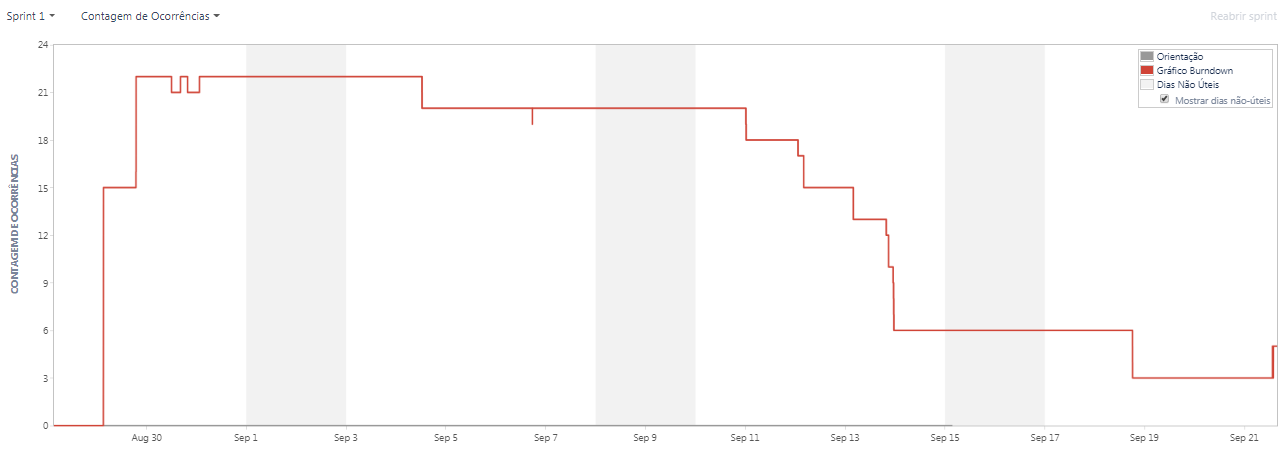 Sprint 1 Contagem de Ocorrências Reabrir sprint
24
21
18
15
12
9
6
3
0
CONTAGEM DE OCORRÊNCIAS
Orientação
Gráfico Burndown
Dias Não Úteis
Mostrar dias não-úteis
Aug 30 Sep 1 Sep 3 Sep 5 Sep 7 Sep 9 Sep 11 Sep 13 Sep 15 Sep 17 Sep 19 Sep 21